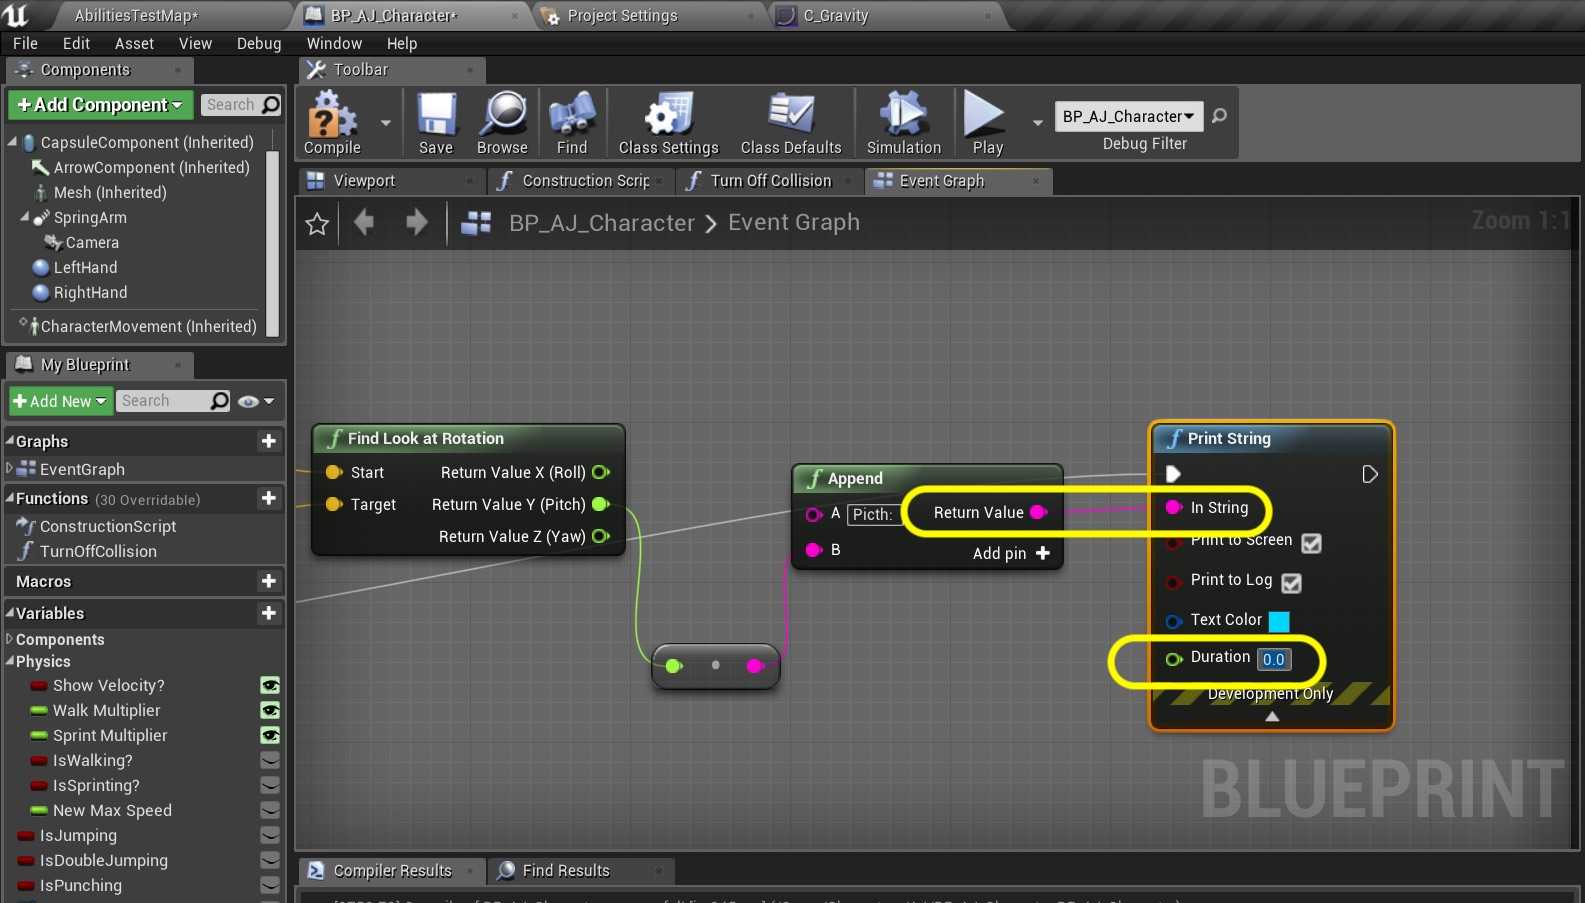 AbilitiesTestMap*
BP_AJ_Character*
Project Settings
C_Gravity
File Edit Asset View Debug Window Help
Components
Toolbar
Add Component
Search
CapsuleComponent (Inherited)
ArrowComponent (Inherited)
Mesh (Inherited)
SpringArm
Camera
LeftHand
RightHand
CharacterMovement (Inherited)
Compile
Save
Browse
Find
Class Settings
Class Defaults
Simulation
Play
BP_AJ_Character
Debug Filter
Viewport
Construction Scrip
Turn Off Collision
Event Graph
BP_AJ_Character > Event Graph
Zoom 1:1
My Blueprint
Add New
Search
Graphs
EventGraph
Functions (30 Overridable)
ConstructionScript
TurnOffCollision
Macros
Variables
Components
Physics
Show Velocity?
Walk Multiplier
Sprint Multiplier
IsWalking?
IsSprinting?
New Max Speed
IsJumping
IsDoubleJumping
IsPunching
Find Look at Rotation
Start
Return Value X (Roll)
Target
Return Value Y (Pitch)
Return Value Z (Yaw)
Append
A Picth:
Return Value
B
Add pin
Print String
In String
Print to Screen
Print to Log
Text Color
Duration 0.0
Development Only
BLUEPRINT
Compiler Results
Find Results